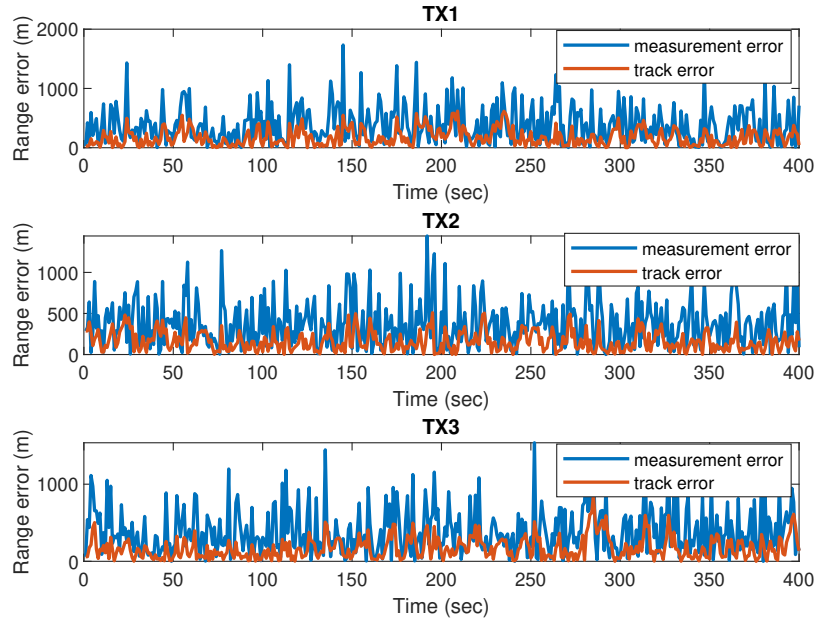 TX1
2000
1000
0
Range error (m)
measurement error
track error
0 50 100 150 200 250 300 350 400
Time (sec)
TX2
1000
500
0
Range error (m)
measurement error
track error
0 50 100 150 200 250 300 350 400
Time (sec)
TX3
1000
0
Range error (m)
measurement error
track error
0 50 100 150 200 250 300 350 400
Time (sec)